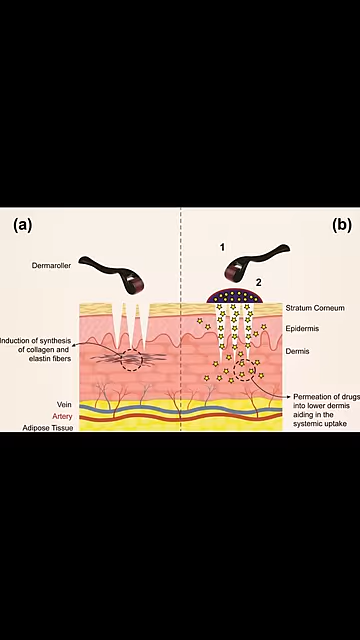 (a)
(b)
1
Dermaroller
2
Stratum Corneum
Epidermis
Induction of synthesis
of collagen and
elastin fibers
Dermis
Permeation of drugs
into lower dermis
aiding in the
systemic uptake
Vein
Artery
Adipose Tissue